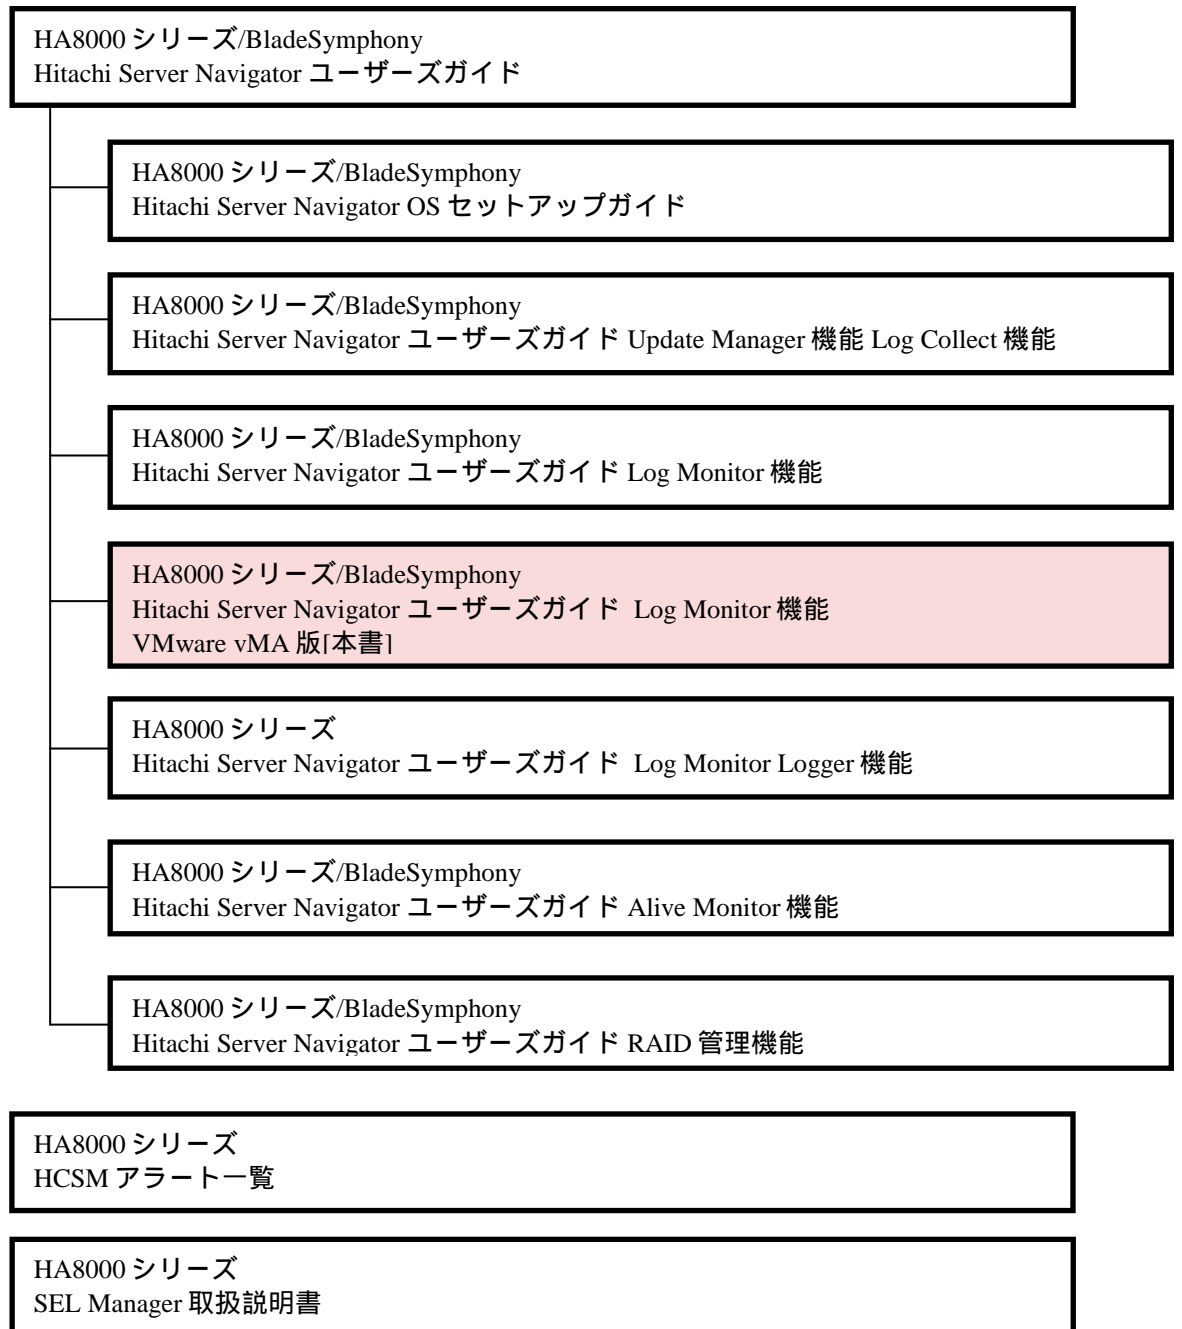 HA8000 シリーズ/BladeSymphony
Hitachi Server Navigator ユーザーズガイド
HA8000 シリーズ/BladeSymphony
Hitachi Server Navigator OS セットアップガイド
HA8000 シリーズ/BladeSymphony
Hitachi Server Navigator ユーザーズガイド Update Manager 機能 Log Collect 機能
HA8000 シリーズ/BladeSymphony
Hitachi Server Navigator ユーザーズガイド Log Monitor 機能
HA8000 シリーズ/BladeSymphony
Hitachi Server Navigator ユーザーズガイド Log Monitor 機能
VMware vMA 版[本書]
HA8000 シリーズ
Hitachi Server Navigator ユーザーズガイド Log Monitor Logger 機能
HA8000 シリーズ/BladeSymphony
Hitachi Server Navigator ユーザーズガイド Alive Monitor 機能
HA8000 シリーズ/BladeSymphony
Hitachi Server Navigator ユーザーズガイド RAID 管理機能
HA8000 シリーズ
HCSM アラート一覧
HA8000 シリーズ
SEL Manager 取扱説明書